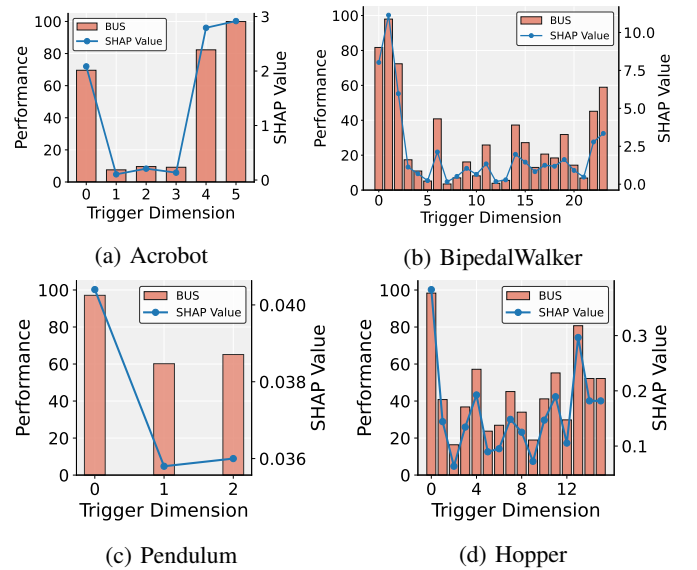 100
80
60
40
20
0
Performance
BUS
SHAP Value
3
2
1
0
SHAP Value
0 1 2 3 4 5
Trigger Dimension
(a) Acrobot
100
80
60
40
20
0
Performance
BUS
SHAP Value
10.0
7.5
5.0
2.5
0.0
SHAP Value
0 5 10 15 20
Trigger Dimension
(b) BipedalWalker
100
80
60
40
20
0
Performance
BUS
SHAP Value
0.040
0.038
0.036
SHAP Value
0 1 2
Trigger Dimension
(c) Pendulum
100
80
60
40
20
0
Performance
BUS
SHAP Value
0.3
0.2
0.1
SHAP Value
0 4 8 12
Trigger Dimension
(d) Hopper